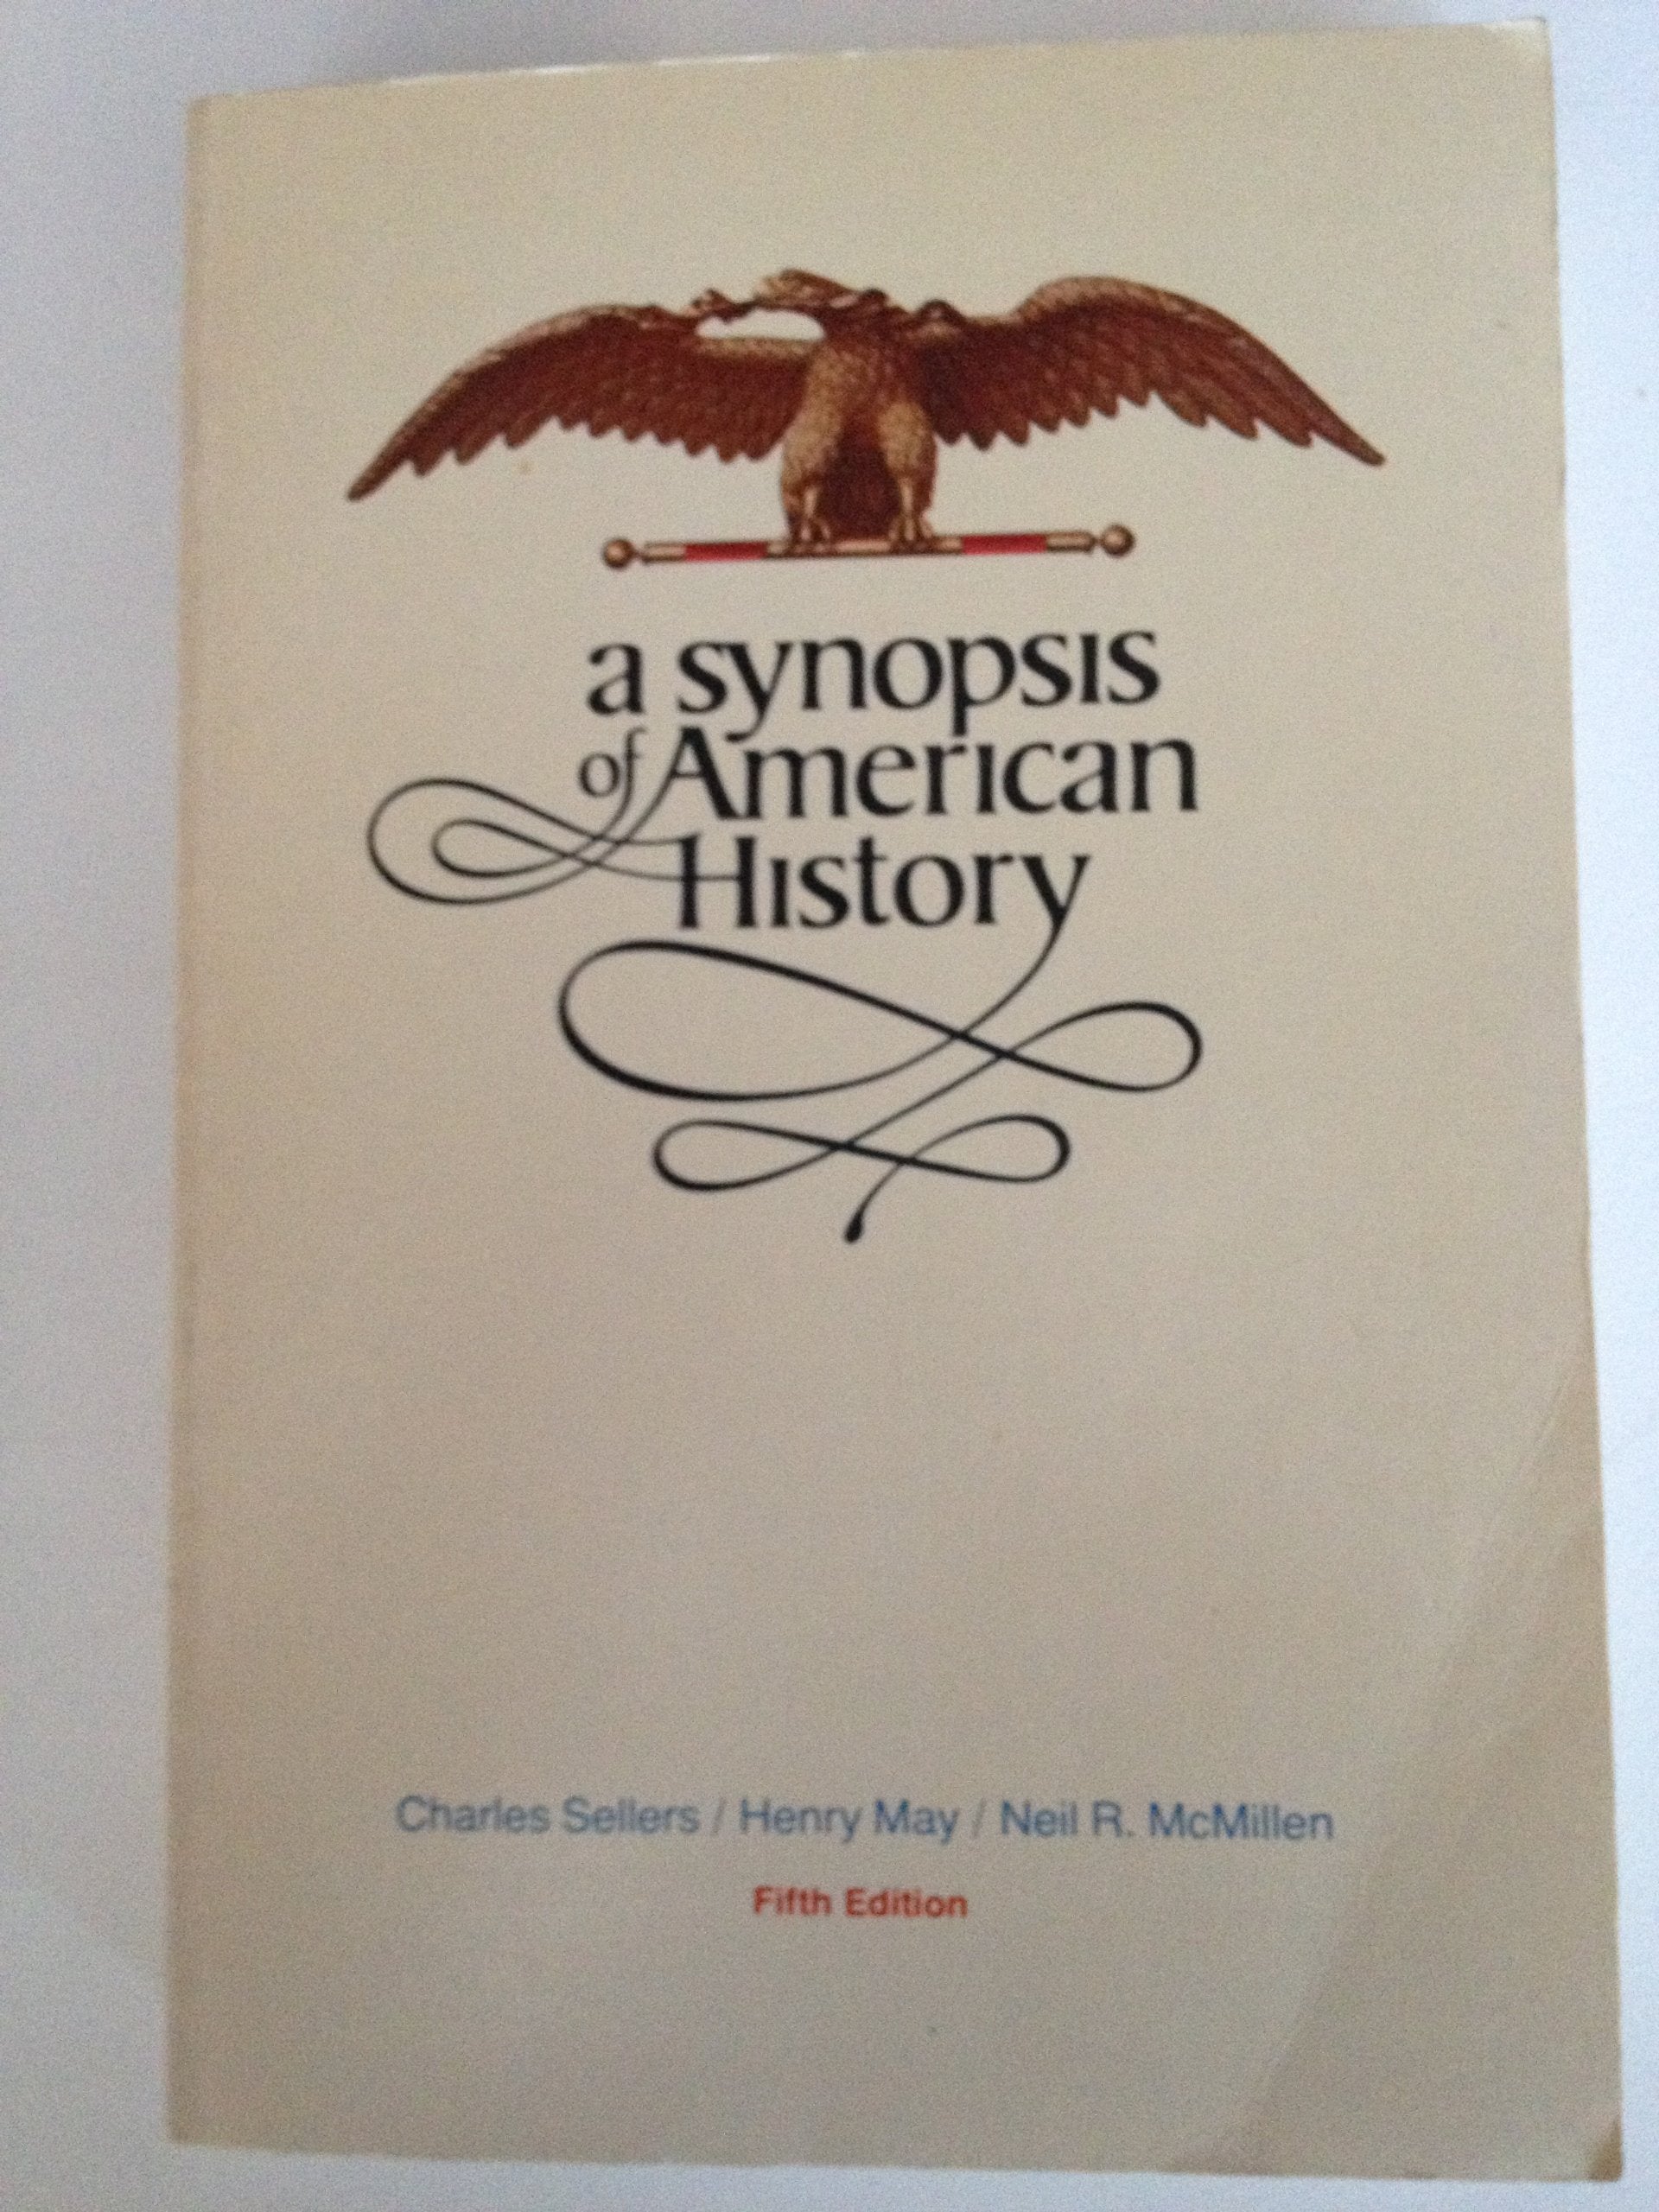 a synopsis
of American
History
Charles Sellers / Henry May / Neil R. McMillen
Fifth Edition